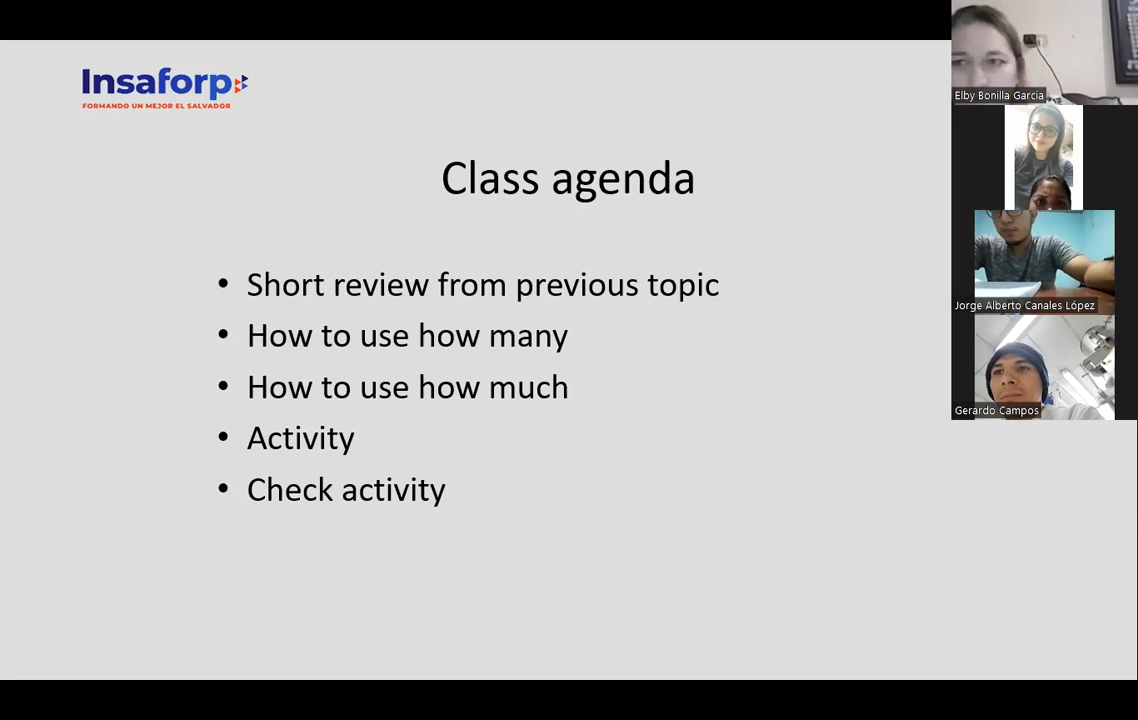 Insaforp
FORMANDO UN MEJOR EL SALVADOR
Class agenda
• Short review from previous topic
• How to use how many
• How to use how much
• Activity
• Check activity
Elby Bonilla Garcia
Jorge Alberto Canales López
Gerardo Campos